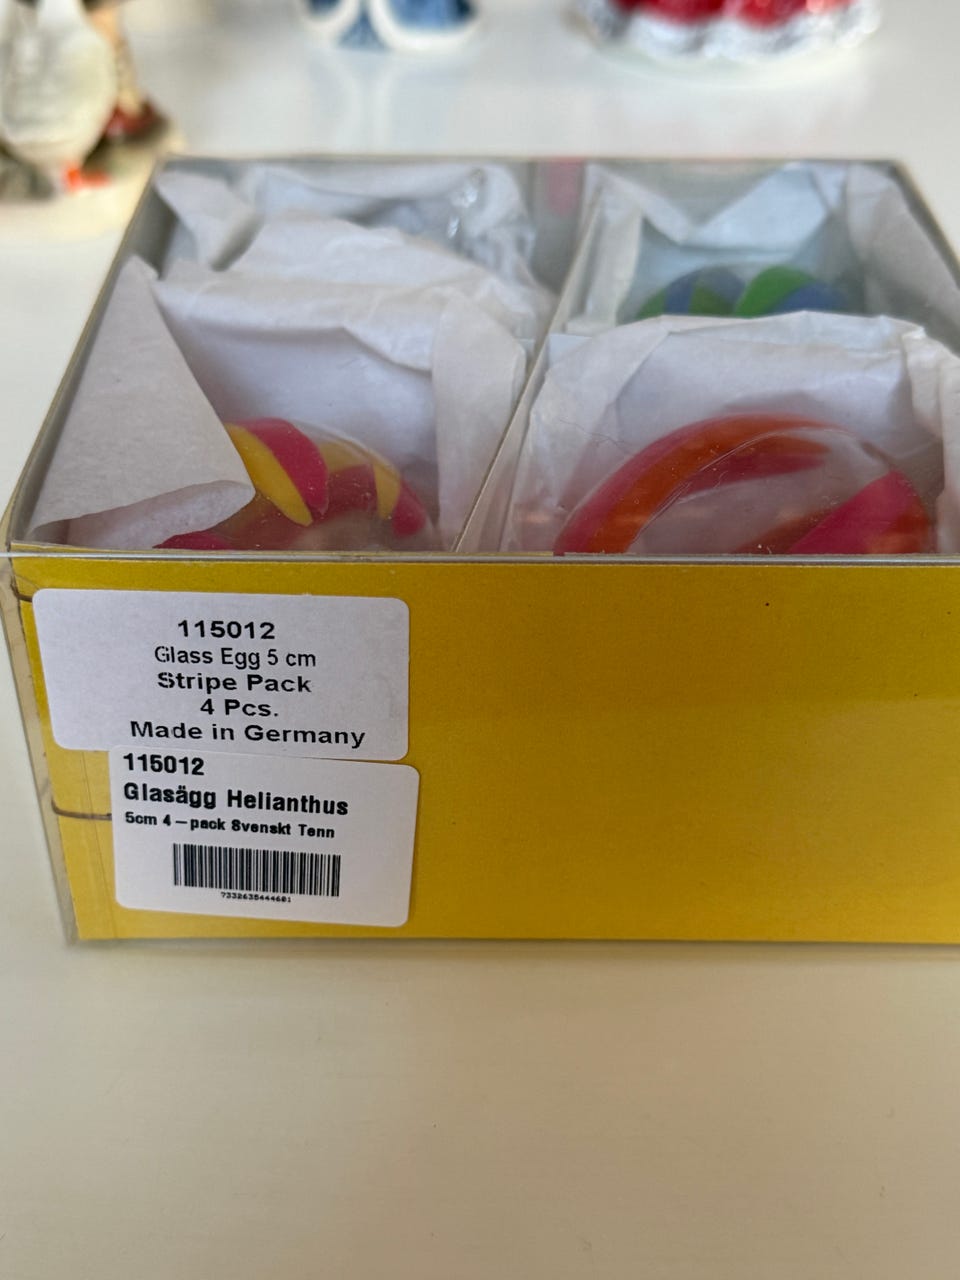 115012
Glass Egg 5 cm
Stripe Pack
4 Pcs.
Made in Germany
115012
Glasägg Helianthus
5cm 4-pack Svenskt Tenn
7332635444601